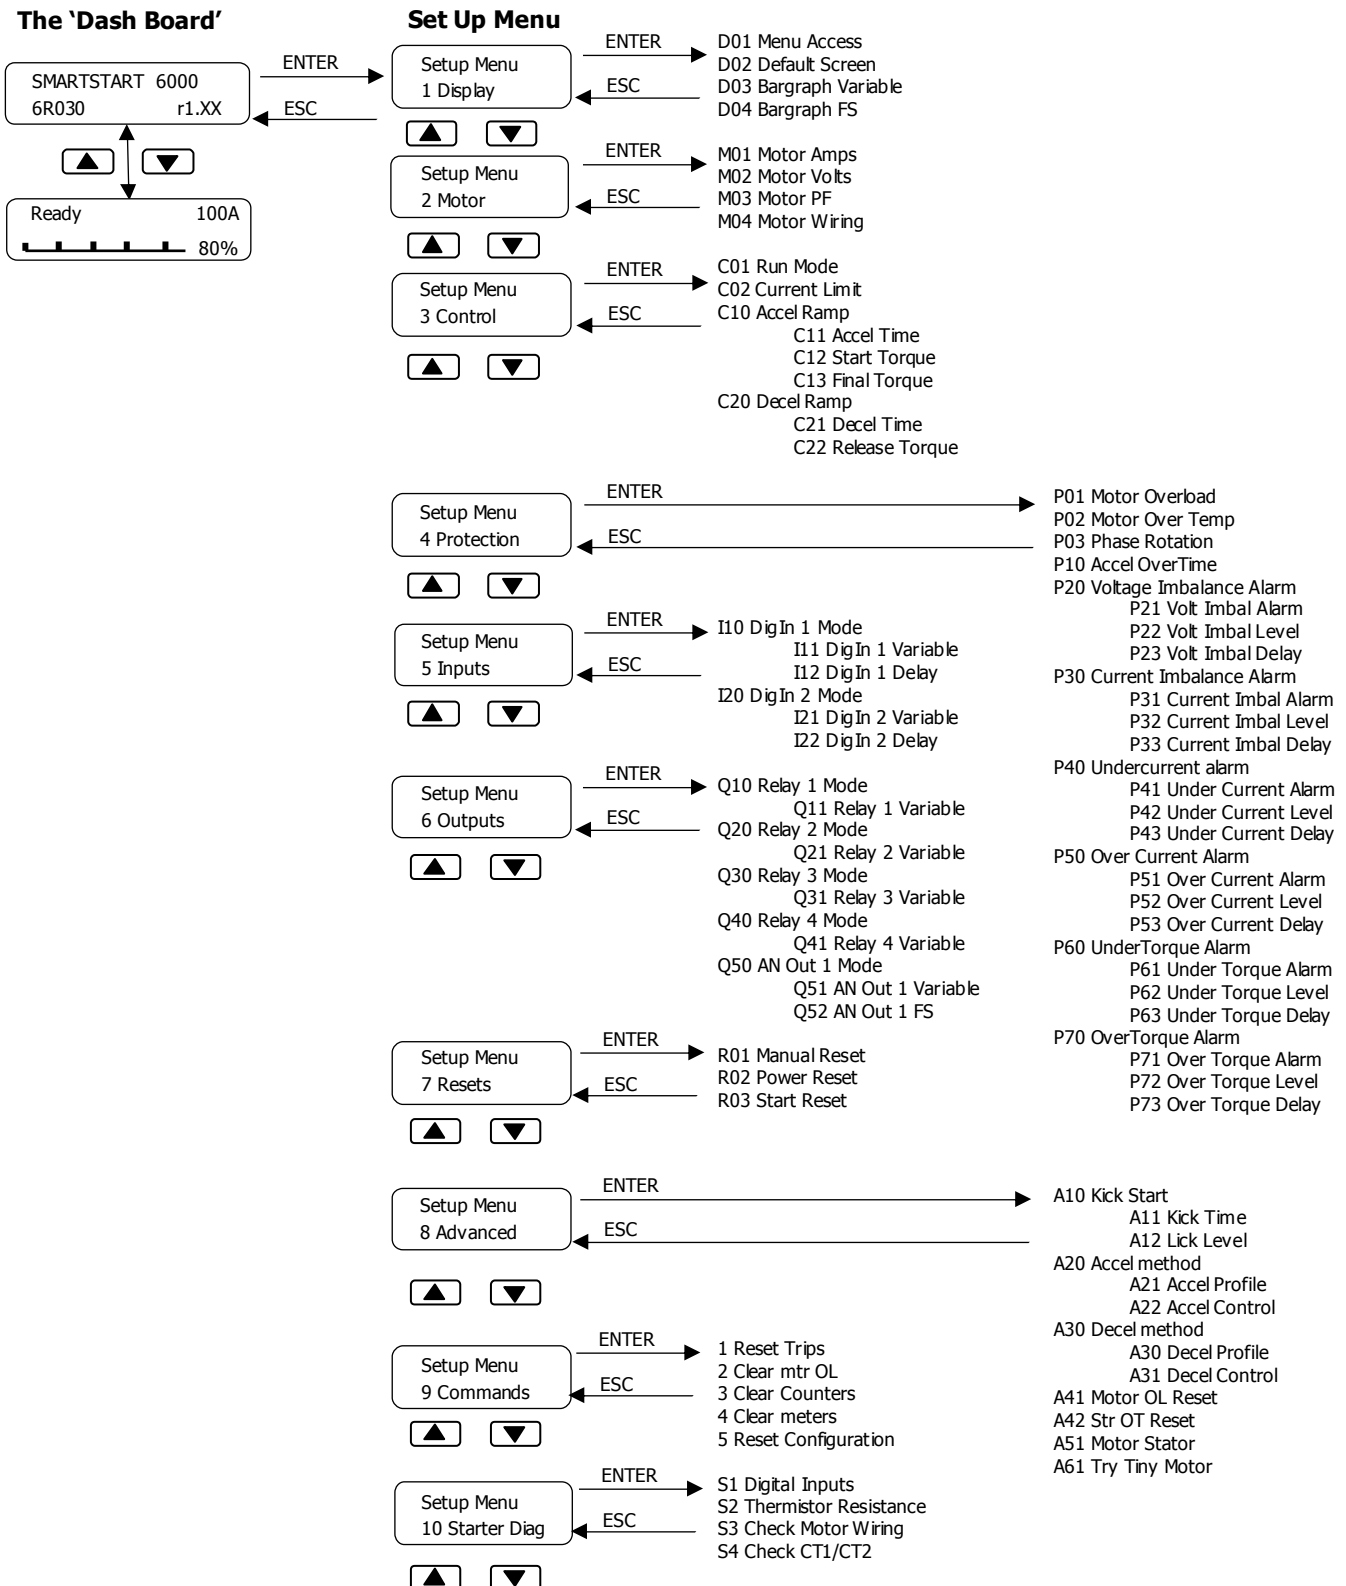 The ‘Dash Board’
SMARTSTART 6000
6R030 r1.XX
ENTER
ESC
Ready 100A
80%
Set Up Menu
Setup Menu
1 Display
ENTER
ESC
D01 Menu Access
D02 Default Screen
D03 Bargraph Variable
D04 Bargraph FS
Setup Menu
2 Motor
ENTER
ESC
M01 Motor Amps
M02 Motor Volts
M03 Motor PF
M04 Motor Wiring
Setup Menu
3 Control
ENTER
ESC
C01 Run Mode
C02 Current Limit
C10 Accel Ramp
C11 Accel Time
C12 Start Torque
C13 Final Torque
C20 Decel Ramp
C21 Decel Time
C22 Release Torque
Setup Menu
4 Protection
ENTER
ESC
P01 Motor Overload
P02 Motor Over Temp
P03 Phase Rotation
P10 Accel OverTime
P20 Voltage Imbalance Alarm
P21 Volt Imbal Alarm
P22 Volt Imbal Level
P23 Volt Imbal Delay
P30 Current Imbalance Alarm
P31 Current Imbal Alarm
P32 Current Imbal Level
P33 Current Imbal Delay
P40 Undercurrent alarm
P41 Under Current Alarm
P42 Under Current Level
P43 Under Current Delay
P50 Over Current Alarm
P51 Over Current Alarm
P52 Over Current Level
P53 Over Current Delay
P60 UnderTorque Alarm
P61 Under Torque Alarm
P62 Under Torque Level
P63 Under Torque Delay
P70 OverTorque Alarm
P71 Over Torque Alarm
P72 Over Torque Level
P73 Over Torque Delay
Setup Menu
5 Inputs
ENTER
ESC
I10 DigIn 1 Mode
I11 DigIn 1 Variable
I12 DigIn 1 Delay
I20 DigIn 2 Mode
I21 DigIn 2 Variable
I22 DigIn 2 Delay
Setup Menu
6 Outputs
ENTER
ESC
Q10 Relay 1 Mode
Q11 Relay 1 Variable
Q20 Relay 2 Mode
Q21 Relay 2 Variable
Q30 Relay 3 Mode
Q31 Relay 3 Variable
Q40 Relay 4 Mode
Q41 Relay 4 Variable
Q50 AN Out 1 Mode
Q51 AN Out 1 Variable
Q52 AN Out 1 FS
Setup Menu
7 Resets
ENTER
ESC
R01 Manual Reset
R02 Power Reset
R03 Start Reset
Setup Menu
8 Advanced
ENTER
ESC
A10 Kick Start
A11 Kick Time
A12 Lick Level
A20 Accel method
A21 Accel Profile
A22 Accel Control
A30 Decel method
A30 Decel Profile
A31 Decel Control
A41 Motor OL Reset
A42 Str OT Reset
A51 Motor Stator
A61 Try Tiny Motor
Setup Menu
9 Commands
ENTER
ESC
1 Reset Trips
2 Clear mtr OL
3 Clear Counters
4 Clear meters
5 Reset Configuration
Setup Menu
10 Starter Diag
ENTER
ESC
S1 Digital Inputs
S2 Thermistor Resistance
S3 Check Motor Wiring
S4 Check CT1/CT2